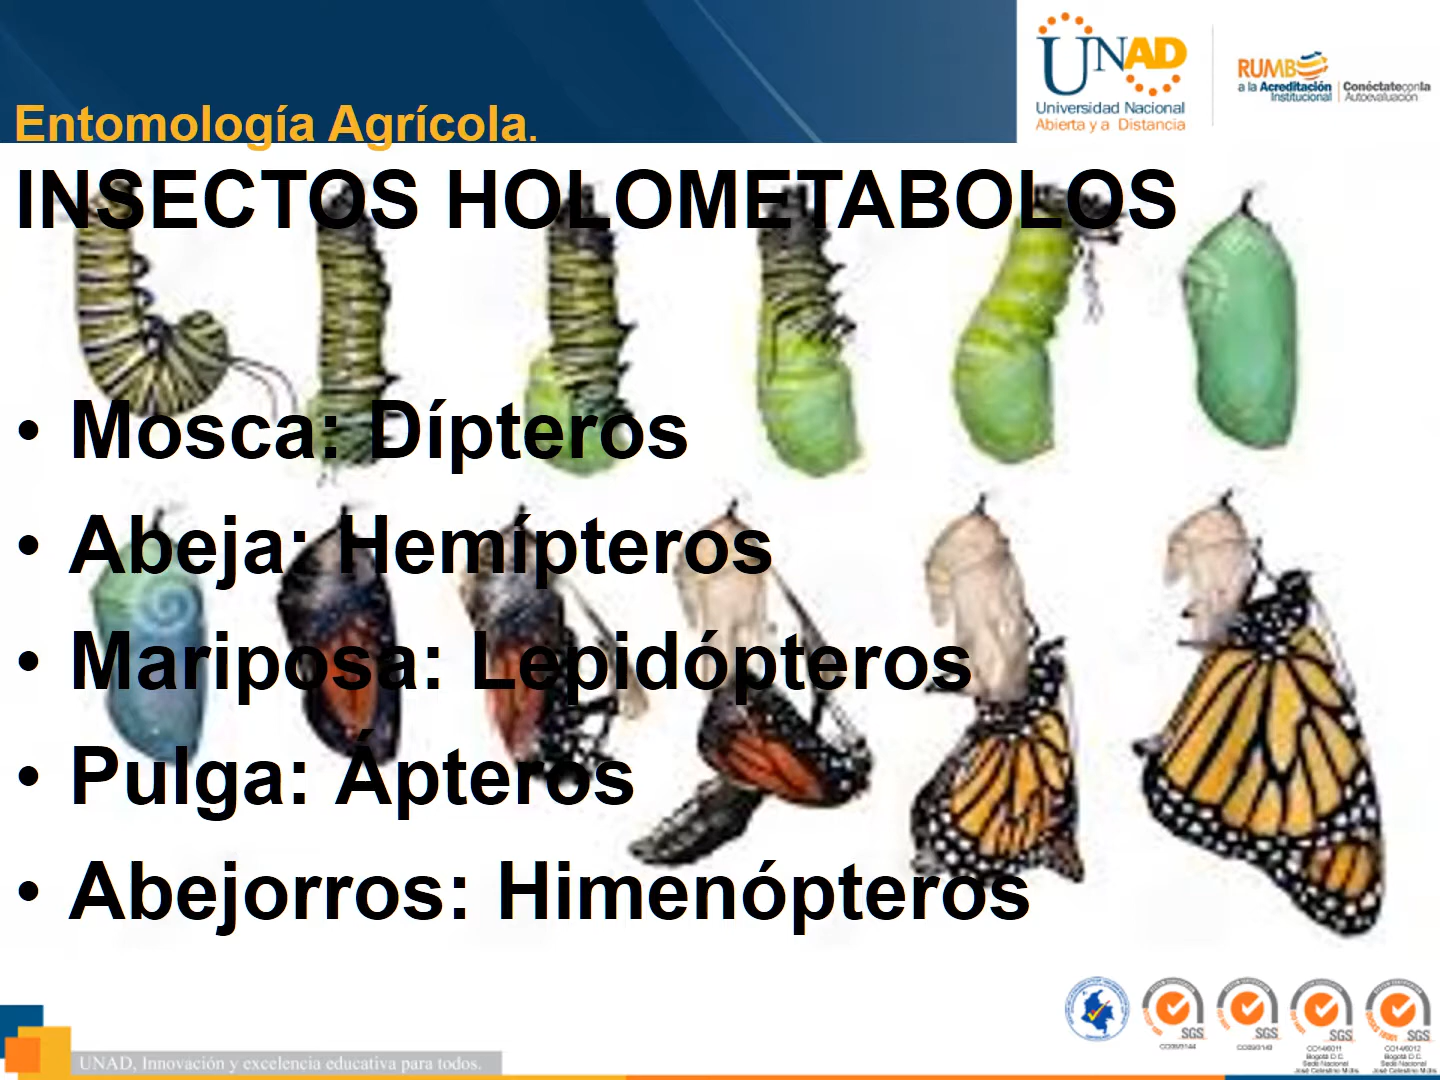 UNAD
Universidad Nacional
Abierta y a Distancia
RUMBO
a la Acreditación
Institucional
Conéctateconla
Autoevaluación
Entomología Agrícola.
INSECTOS HOLOMETABOLOS
• Mosca: Dípteros
• Abeja: Hemípteros
• Mariposa: Lepidópteros
• Pulga: Ápteros
• Abejorros: Himenópteros
SGS
SGS
SGS
SGS
UNAD, Innovación y excelencia educativa para todos.